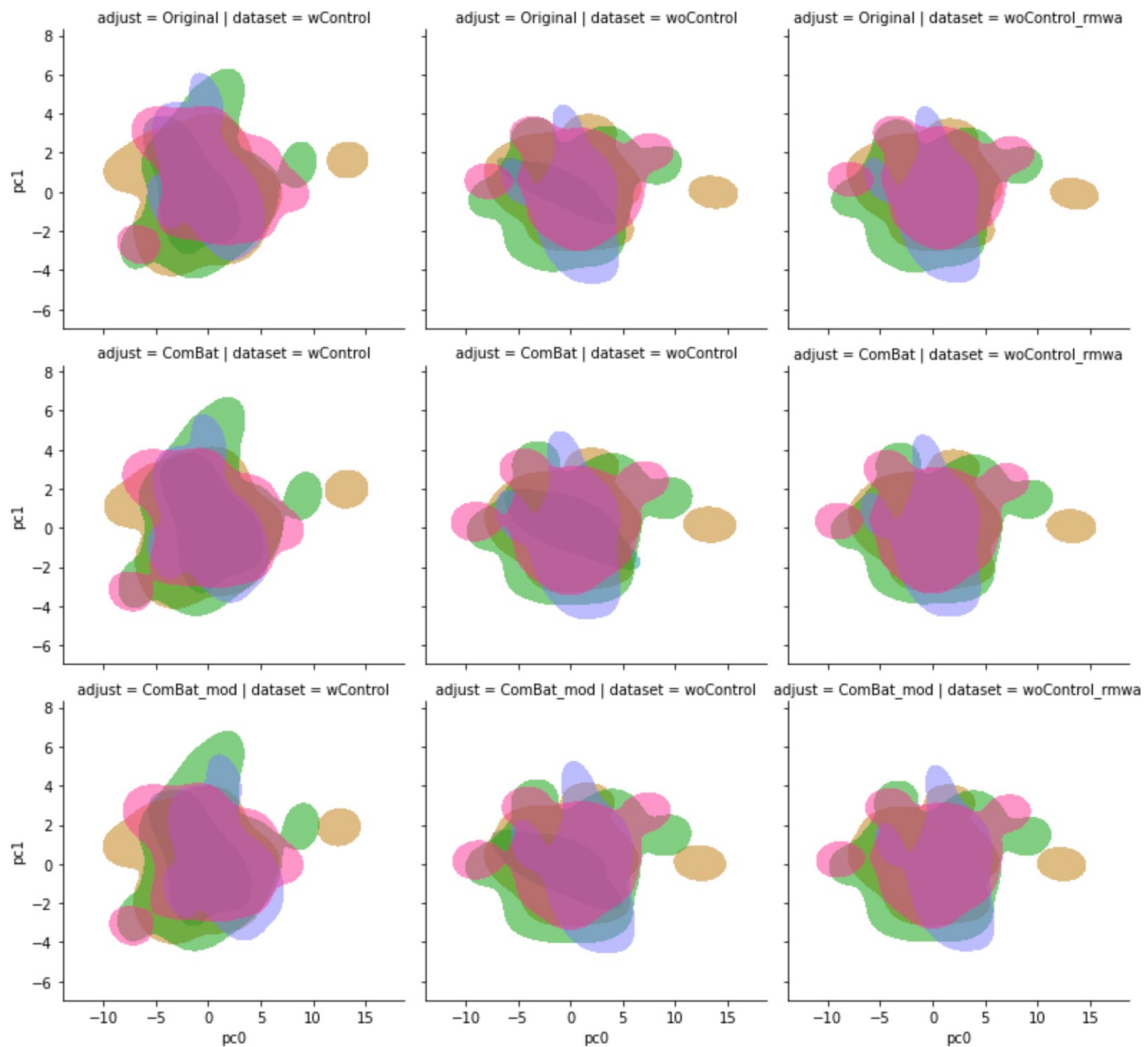 adjust = Original | dataset = wControl
adjust = Original | dataset = woControl
adjust = Original | dataset = woControl_rmwa
8
6
4
2
0
−2
−4
−6
pc1
adjust = ComBat | dataset = wControl
adjust = ComBat | dataset = woControl
adjust = ComBat | dataset = woControl_rmwa
8
6
4
2
0
−2
−4
−6
pc1
adjust = ComBat_mod | dataset = wControl
adjust = ComBat_mod | dataset = woControl
adjust = ComBat_mod | dataset = woControl_rmwa
8
6
4
2
0
−2
−4
−6
pc1
−10 −5 0 5 10 15
−10 −5 0 5 10 15
−10 −5 0 5 10 15
pc0
pc0
pc0